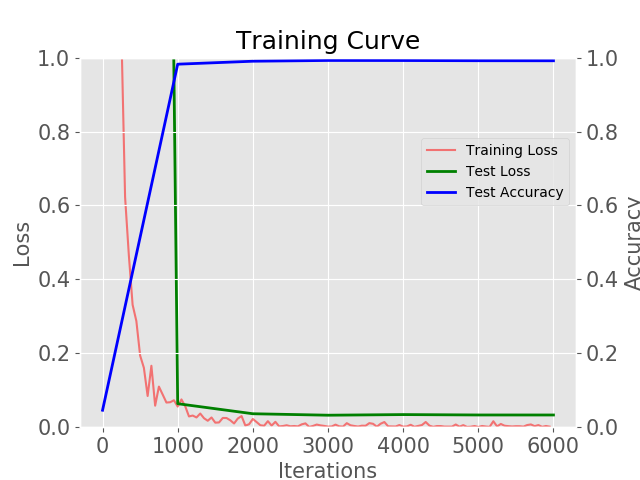 Training Curve
1.0 1.0
0.8 0.8
Training Loss
Test Loss
Test Accuracy
0.6 0.6
Loss
Accuracy
0.4 0.4
0.2 0.2
0.0 0.0
0 1000 2000 3000 4000 5000 6000
Iterations